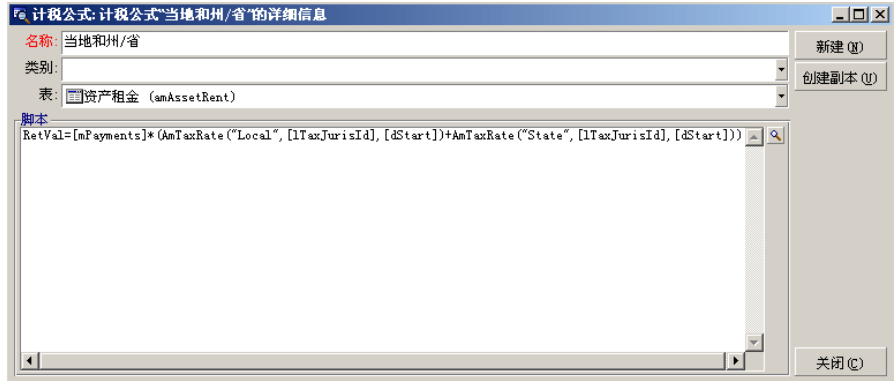 计税公式: 计税公式"当地和州/省"的详细信息
名称: 当地和州/省
新建(N)
类别:
创建副本(U)
表: 资产租金 (amAssetRent)
脚本
RetVal=[mPayments]*(AmTaxRate("Local",[lTaxJurisId],[dStart])+AmTaxRate("State",[lTaxJurisId],[dStart]))
关闭(C)